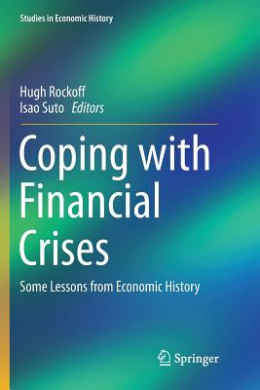 Studies in Economic History
Hugh Rockoff
Isao Suto Editors
Coping with
Financial
Crises
Some Lessons from Economic History
Springer